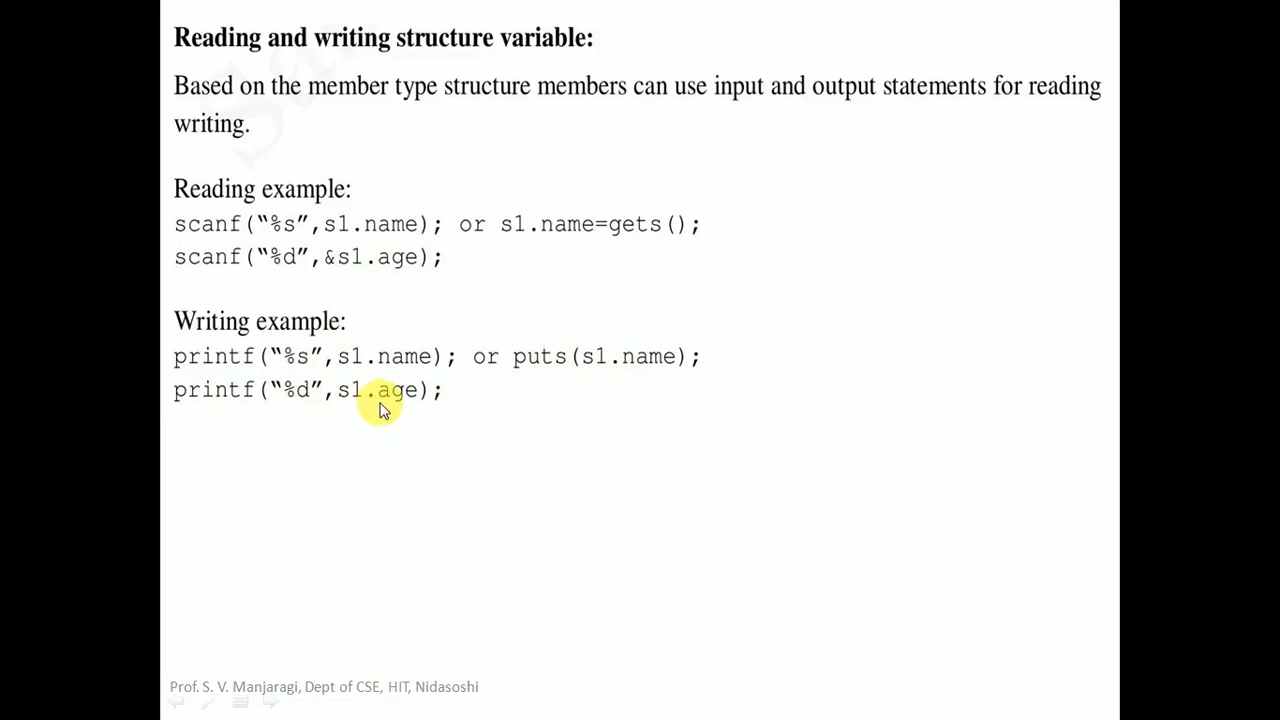 Reading and writing structure variable:
Based on the member type structure members can use input and output statements for reading
writing.
Reading example:
scanf(“%s”,s1.name); or s1.name=gets();
scanf(“%d”,&s1.age);
Writing example:
printf(“%s”,s1.name); or puts(s1.name);
printf(“%d”,s1.age);
Prof. S. V. Manjaragi, Dept of CSE, HIT, Nidasoshi